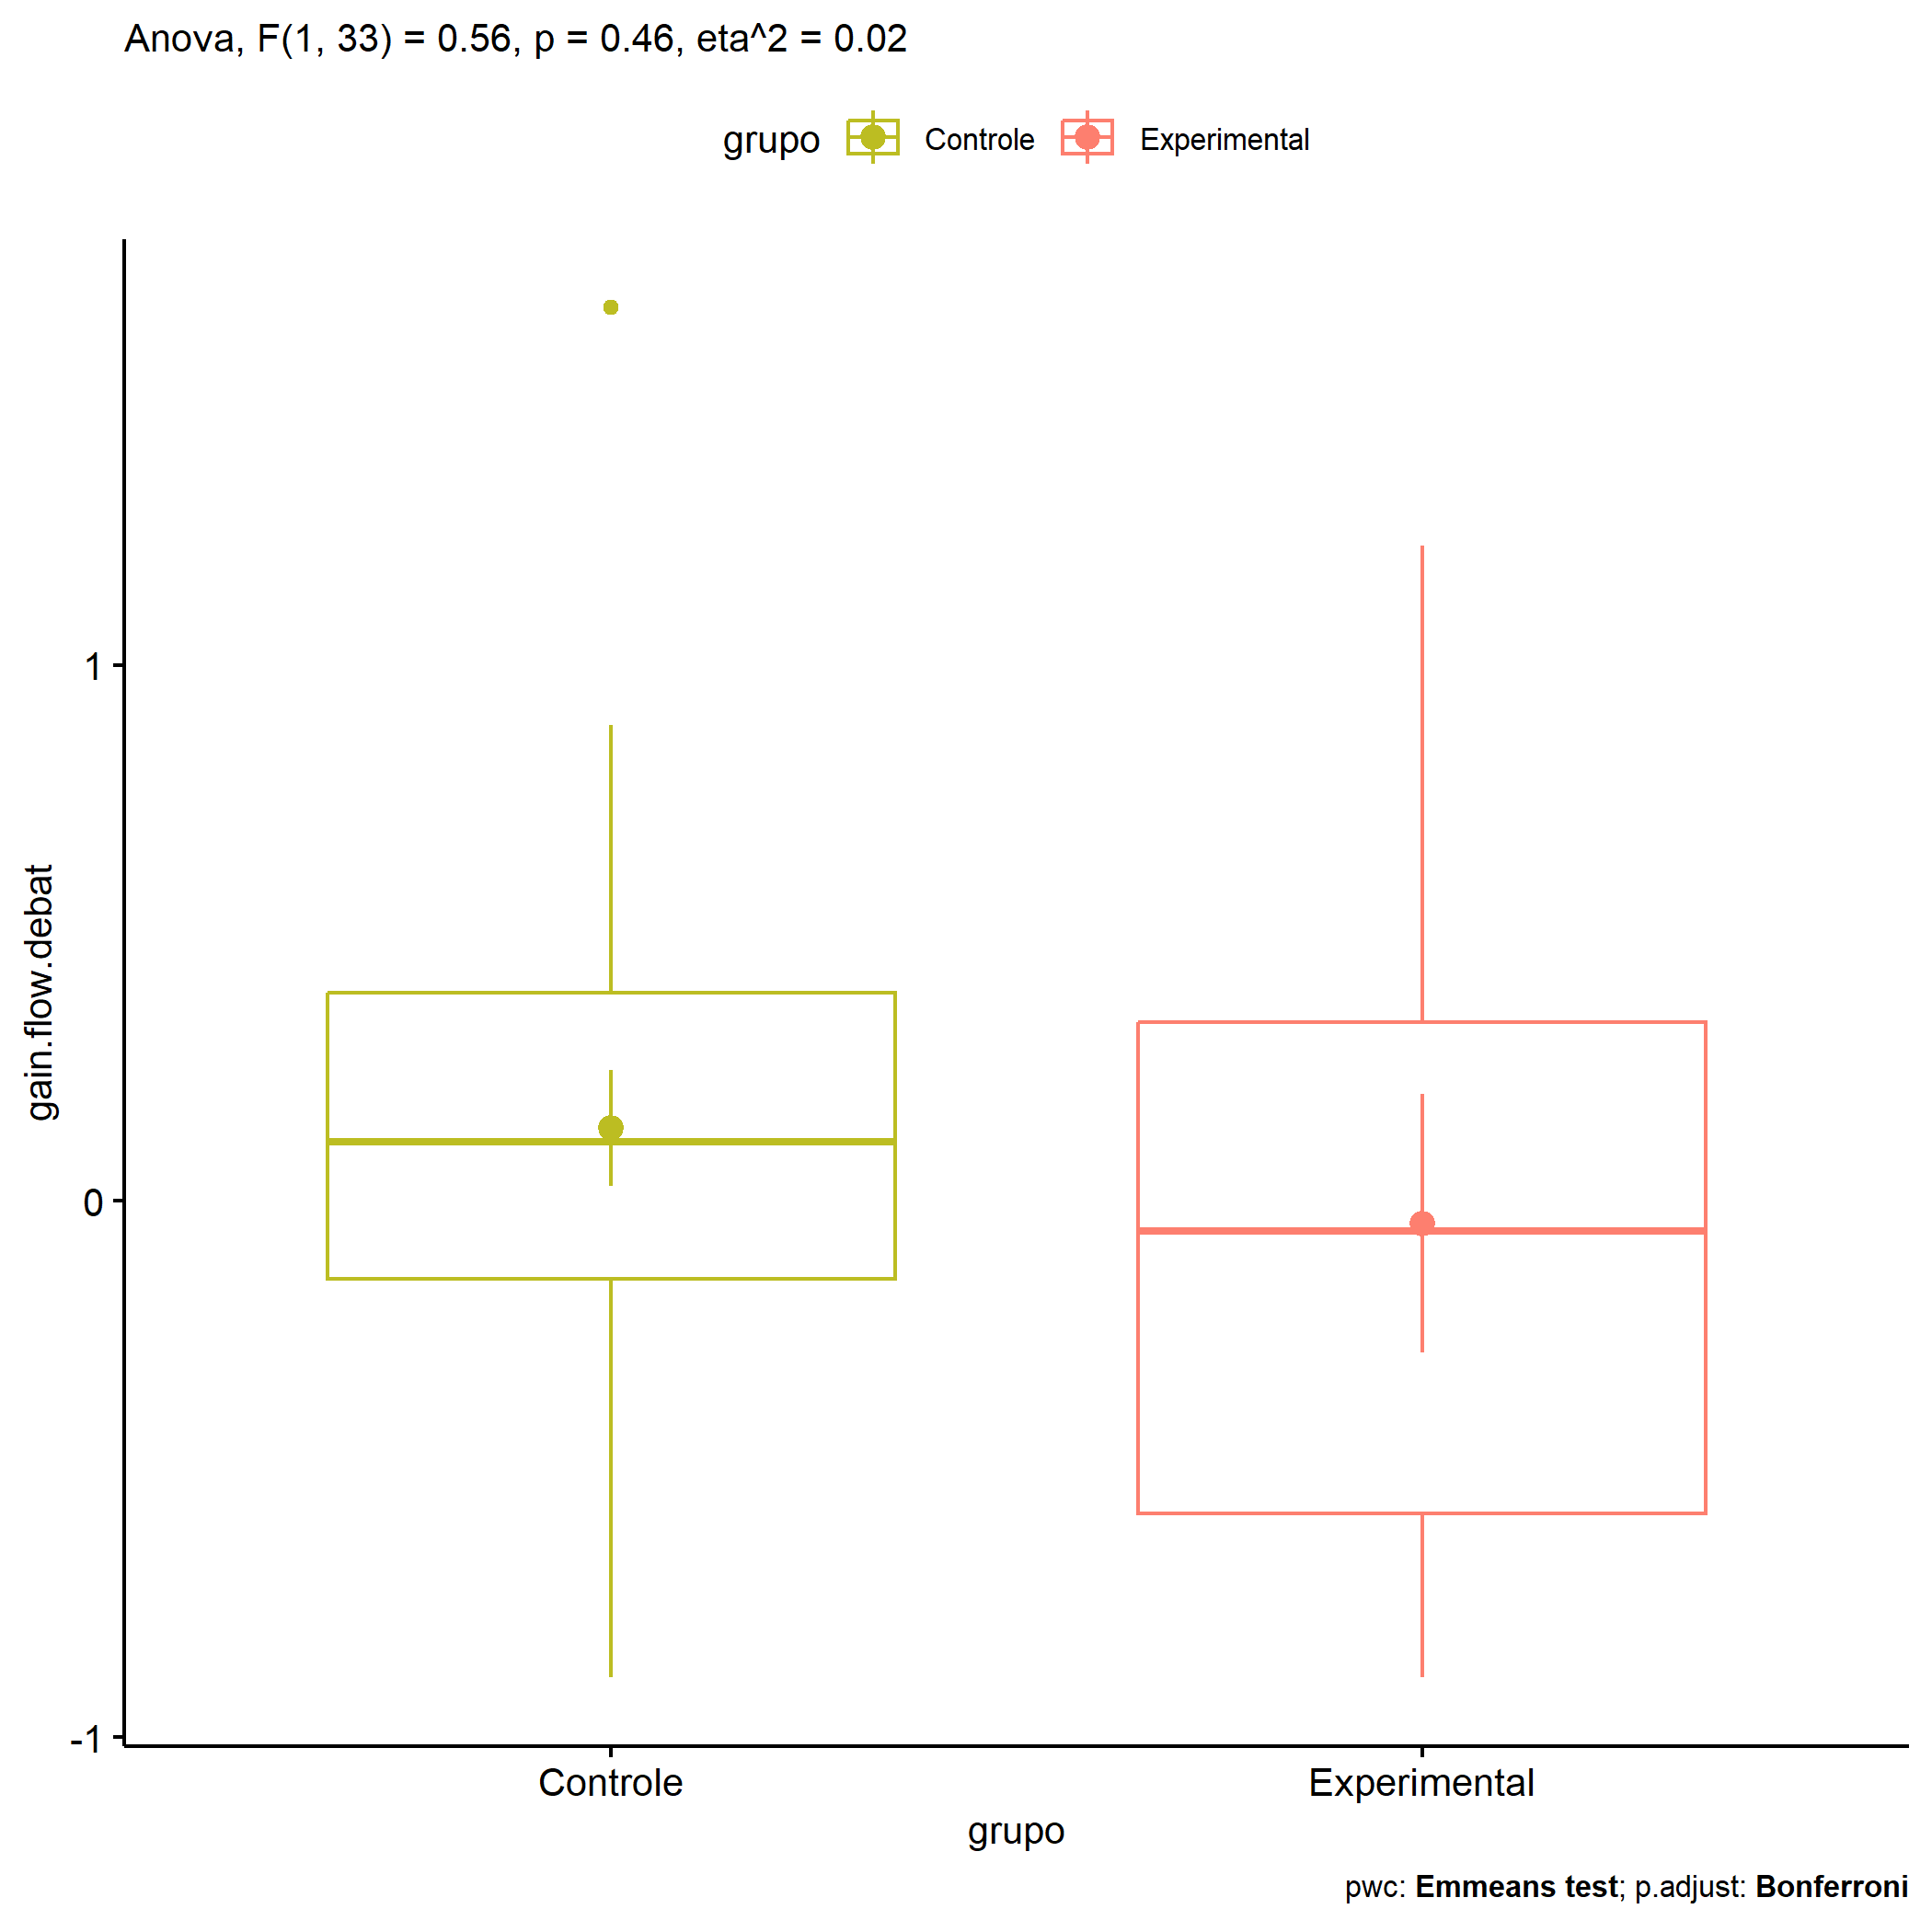 Anova, F(1, 33) = 0.56, p = 0.46, eta^2 = 0.02
grupo Controle Experimental
gain.flow.debat
1
0
-1
Controle Experimental
grupo
pwc: Emmeans test; p.adjust: Bonferroni